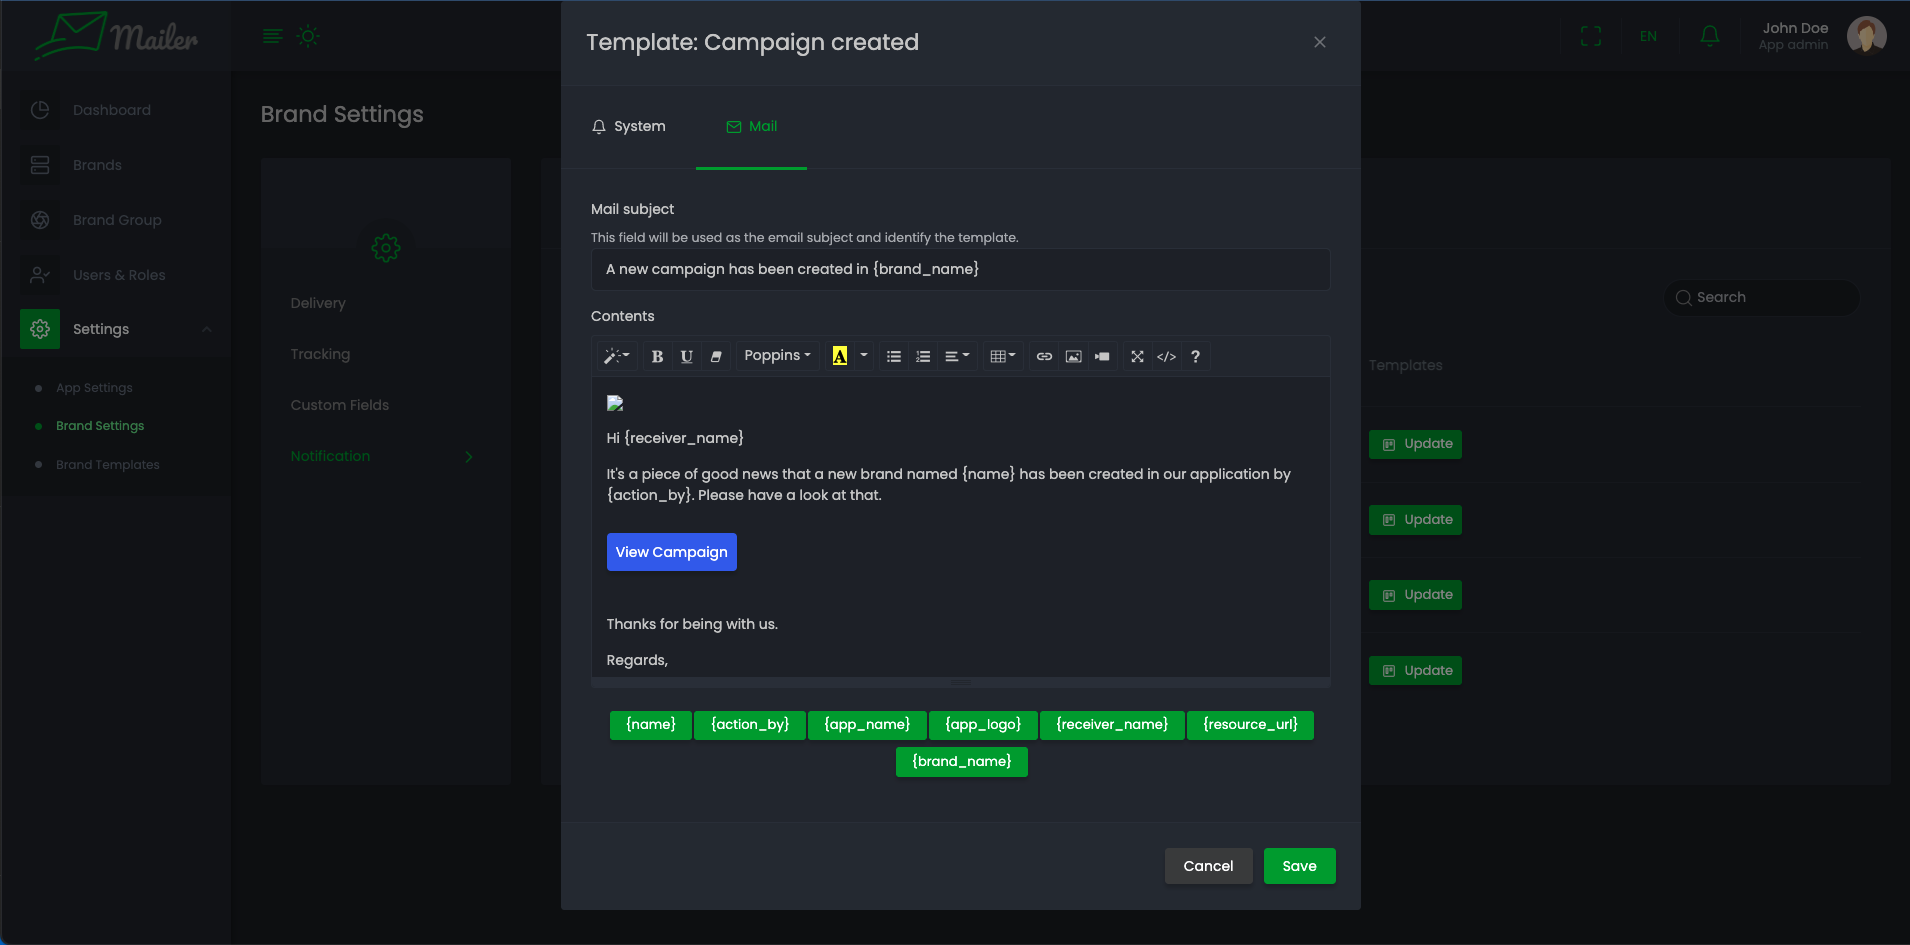 Mailer
EN
John Doe
App admin
Dashboard
Brands
Brand Group
Users & Roles
Settings
App Settings
Brand Settings
Brand Templates
Brand Settings
Delivery
Tracking
Custom Fields
Notification
Search
Templates
Update
Update
Update
Update
Template: Campaign created
System
Mail
Mail subject
This field will be used as the email subject and identify the template.
A new campaign has been created in {brand_name}
Contents
B U Poppins A </> ?
Hi {receiver_name}
It's a piece of good news that a new brand named {name} has been created in our application by
{action_by}. Please have a look at that.
View Campaign
Thanks for being with us.
Regards,
{name} {action_by} {app_name} {app_logo} {receiver_name} {resource_url}
{brand_name}
Cancel Save